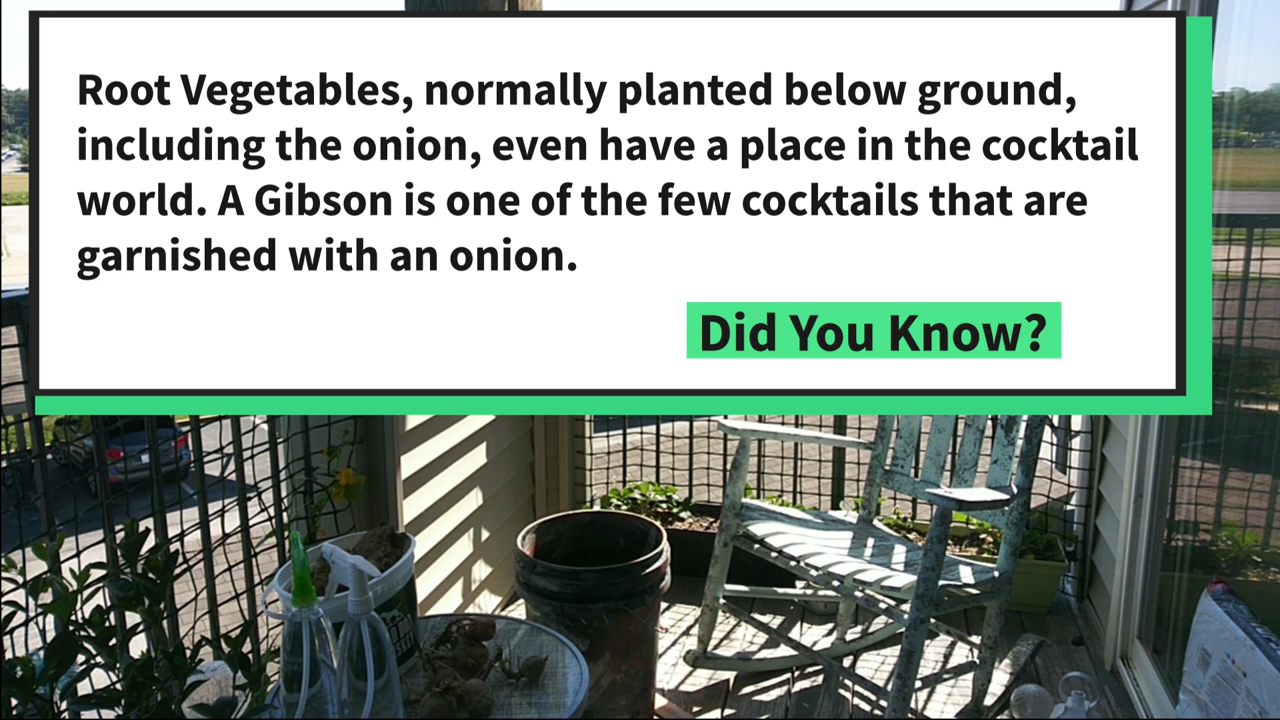 Root Vegetables, normally planted below ground,
including the onion, even have a place in the cocktail
world. A Gibson is one of the few cocktails that are
garnished with an onion.
Did You Know?